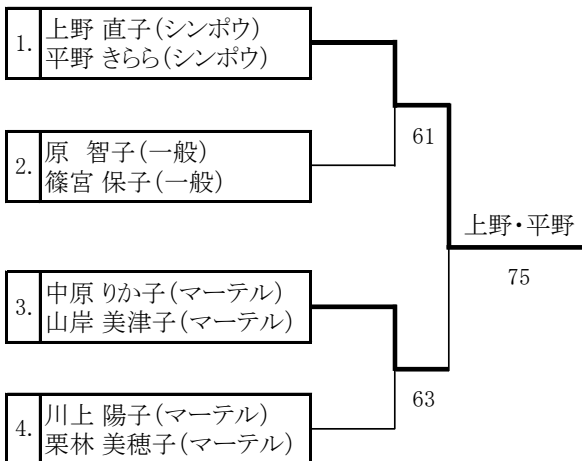 1. 上野 直子(シンポウ)
平野 きらら(シンポウ)
61
2. 原 智子(一般)
篠宮 保子(一般)
上野・平野
75
3. 中原 りか子(マーテル)
山岸 美津子(マーテル)
63
4. 川上 陽子(マーテル)
栗林 美穂子(マーテル)